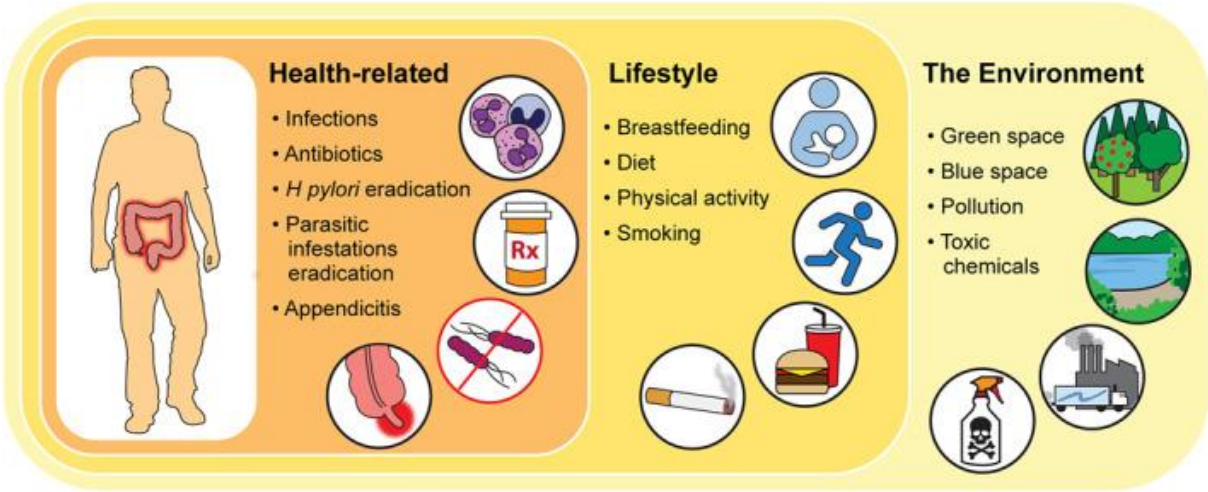 Health-related
• Infections
• Antibiotics
• H pylori eradication
• Parasitic
infestations
eradication
• Appendicitis
Rx
Lifestyle
• Breastfeeding
• Diet
• Physical activity
• Smoking
The Environment
• Green space
• Blue space
• Pollution
• Toxic
chemicals